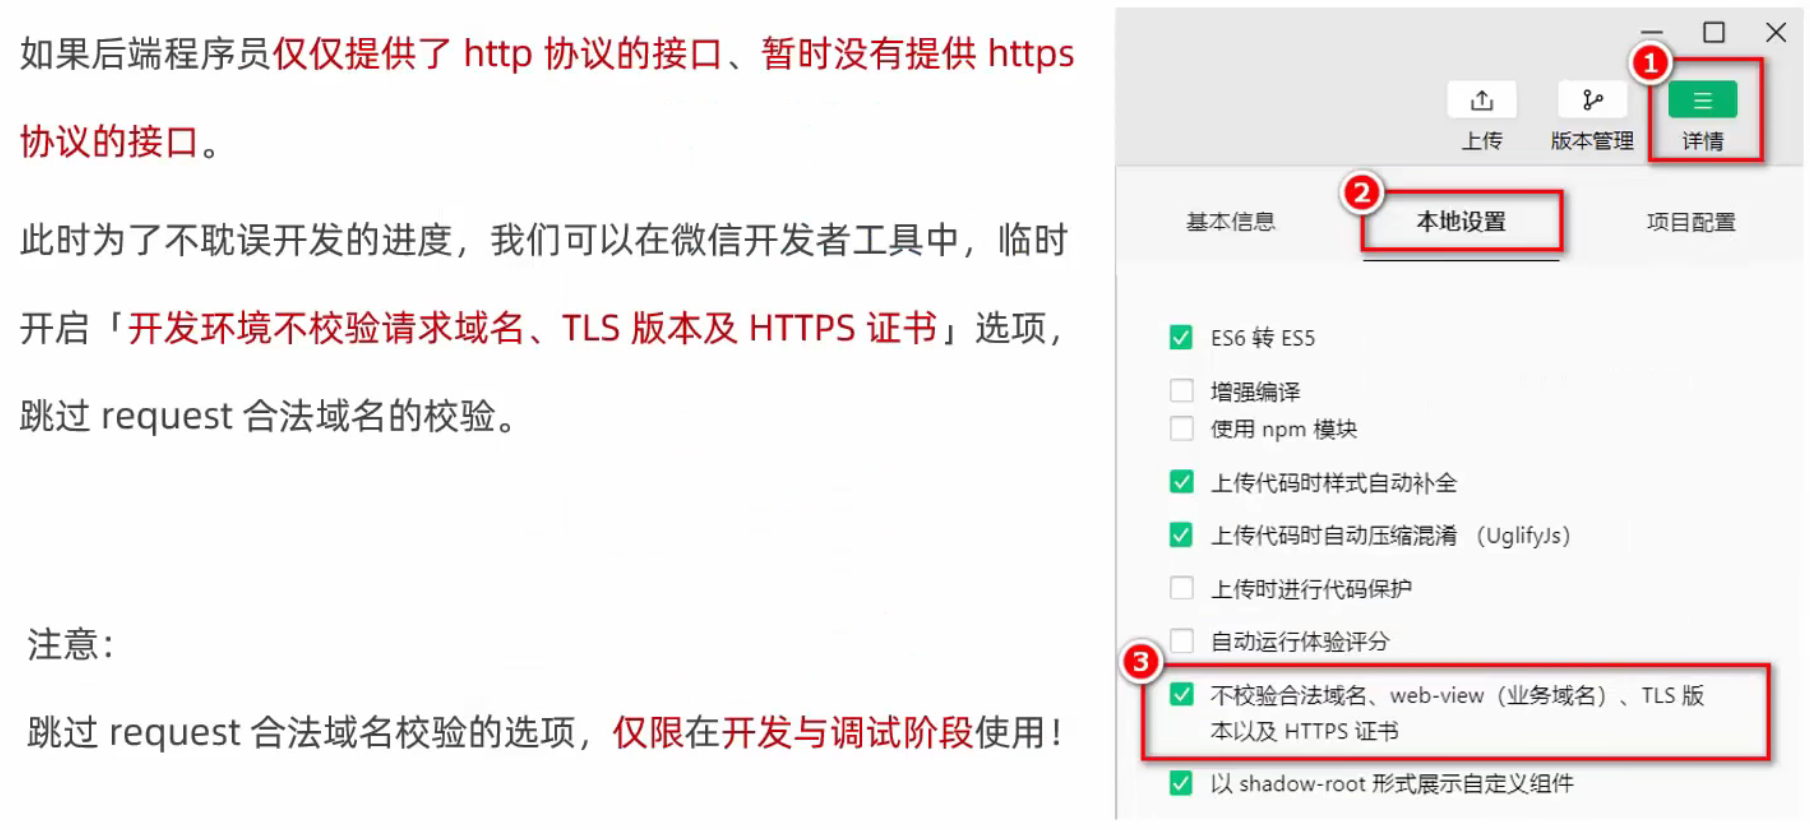 如果后端程序员仅仅提供了 http 协议的接口、暂时没有提供 https
协议的接口。
此时为了不耽误开发的进度，我们可以在微信开发者工具中，临时
开启「开发环境不校验请求域名、TLS 版本及 HTTPS 证书」选项，
跳过 request 合法域名的校验。
注意：
跳过 request 合法域名校验的选项，仅限在开发与调试阶段使用！
1
上传
版本管理
详情
2
基本信息
本地设置
项目配置
ES6 转 ES5
增强编译
使用 npm 模块
上传代码时样式自动补全
上传代码时自动压缩混淆 （UglifyJs）
上传时进行代码保护
自动运行体验评分
3
不校验合法域名、web-view（业务域名）、TLS 版
本以及 HTTPS 证书
以 shadow-root 形式展示自定义组件